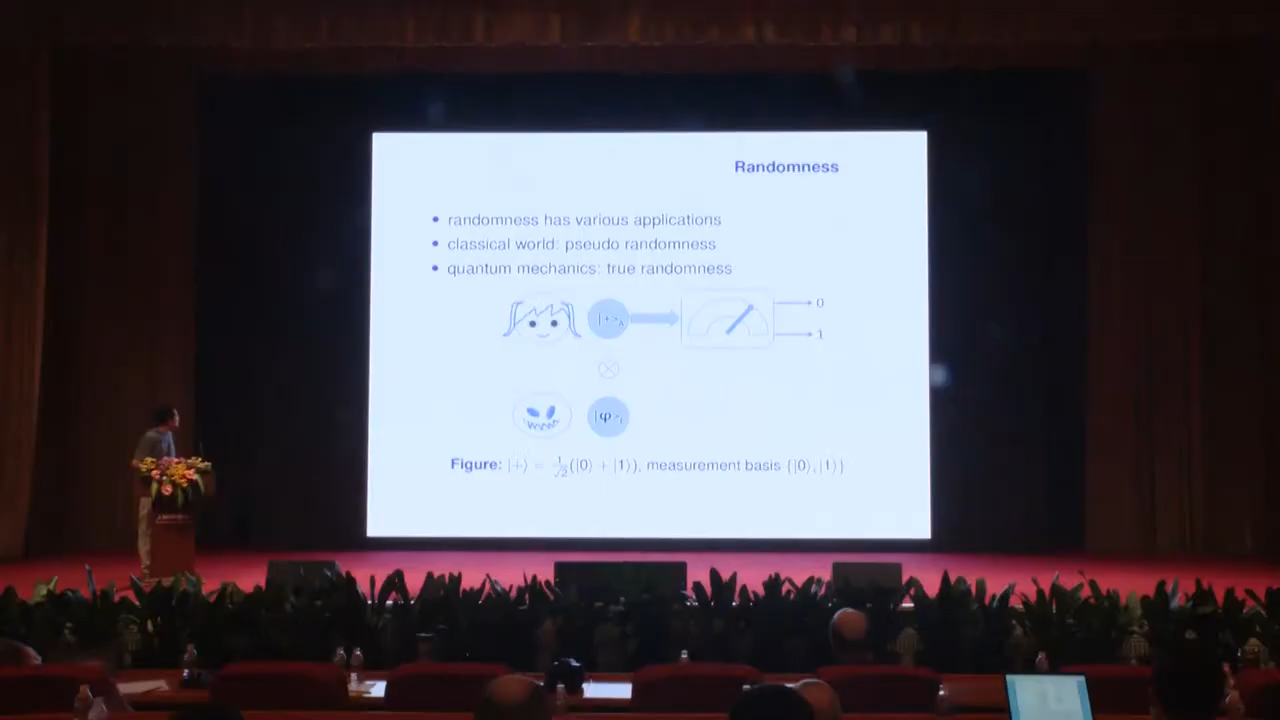 Randomness
• randomness has various applications
• classical world: pseudo randomness
• quantum mechanics: true randomness
|+>A
0
1
⊗
|φ>
Figure: |+⟩ = 1/√2(|0⟩ + |1⟩), measurement basis {|0⟩, |1⟩}